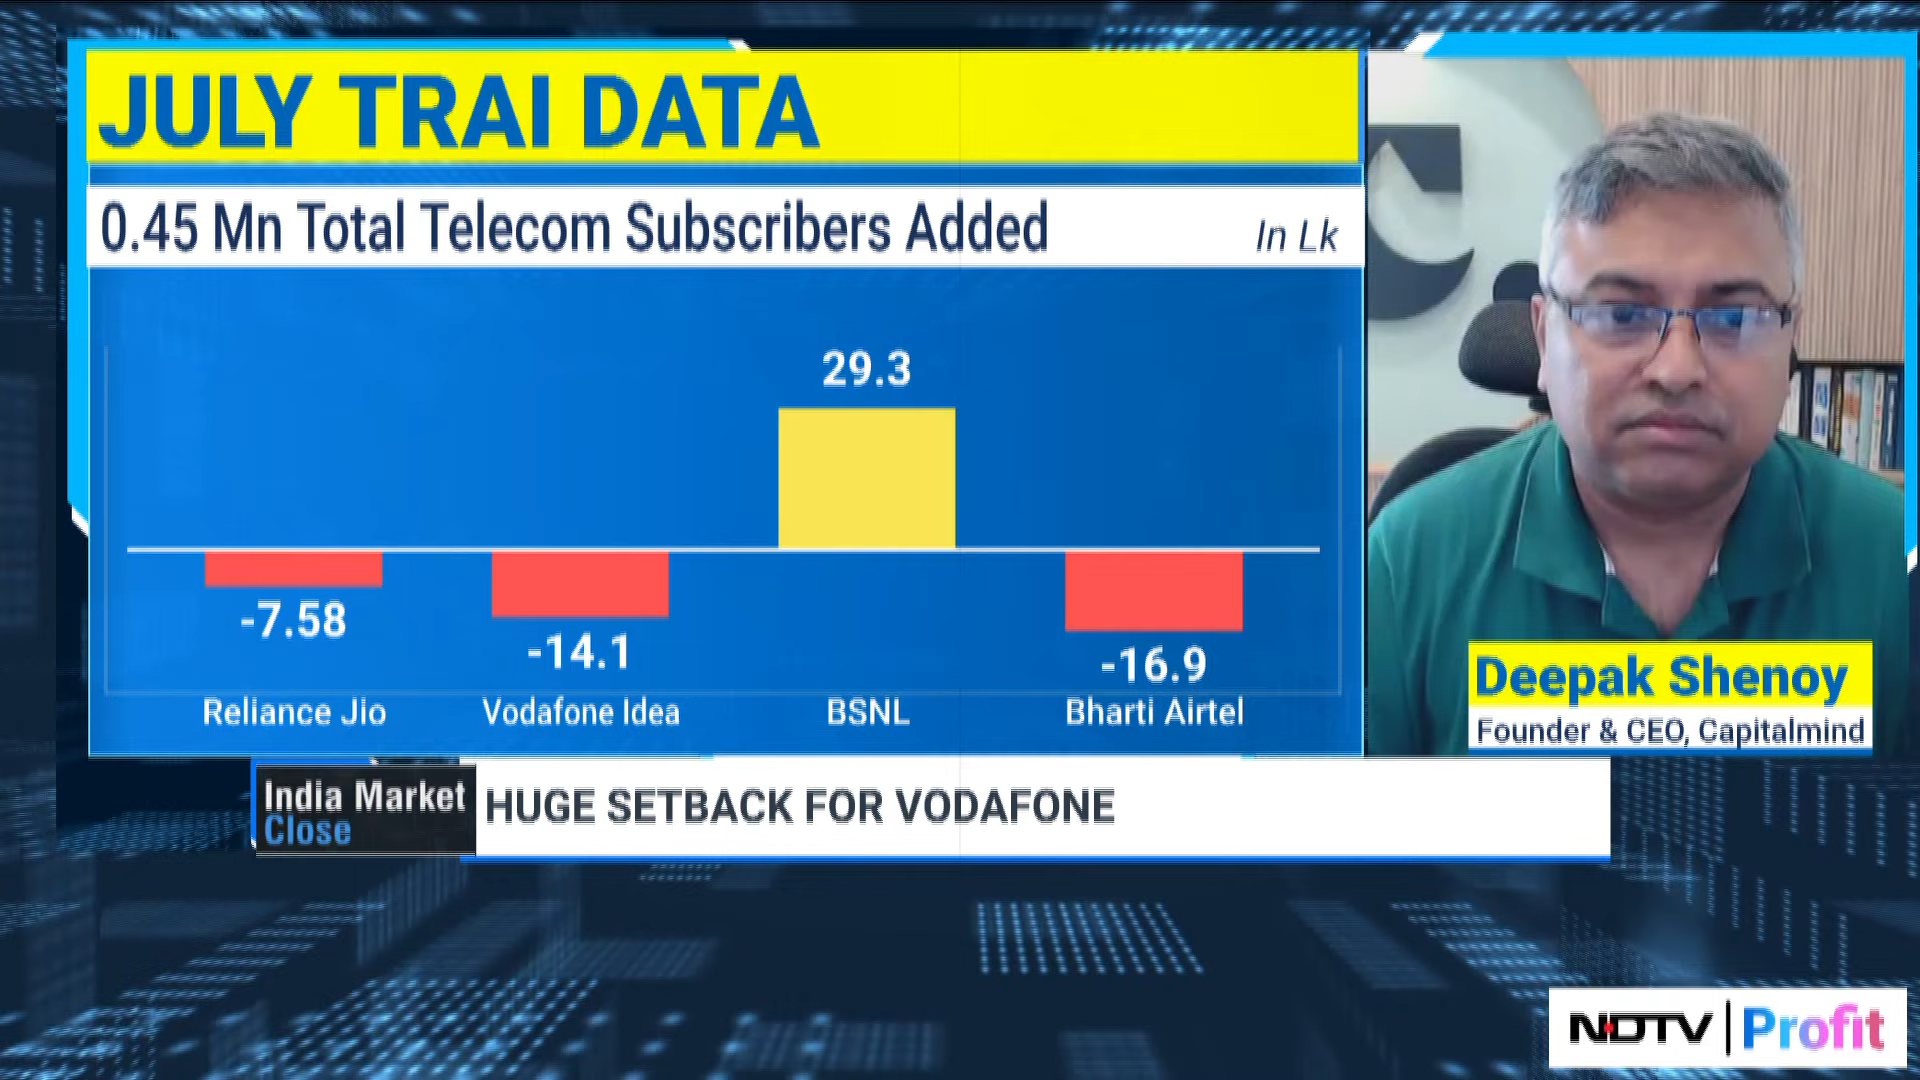 JULY TRAI DATA
0.45 Mn Total Telecom Subscribers Added
In Lk
29.3
-7.58
-14.1
-16.9
Reliance Jio
Vodafone Idea
BSNL
Bharti Airtel
Deepak Shenoy
Founder & CEO, Capitalmind
India Market
Close
HUGE SETBACK FOR VODAFONE
NDTV Profit